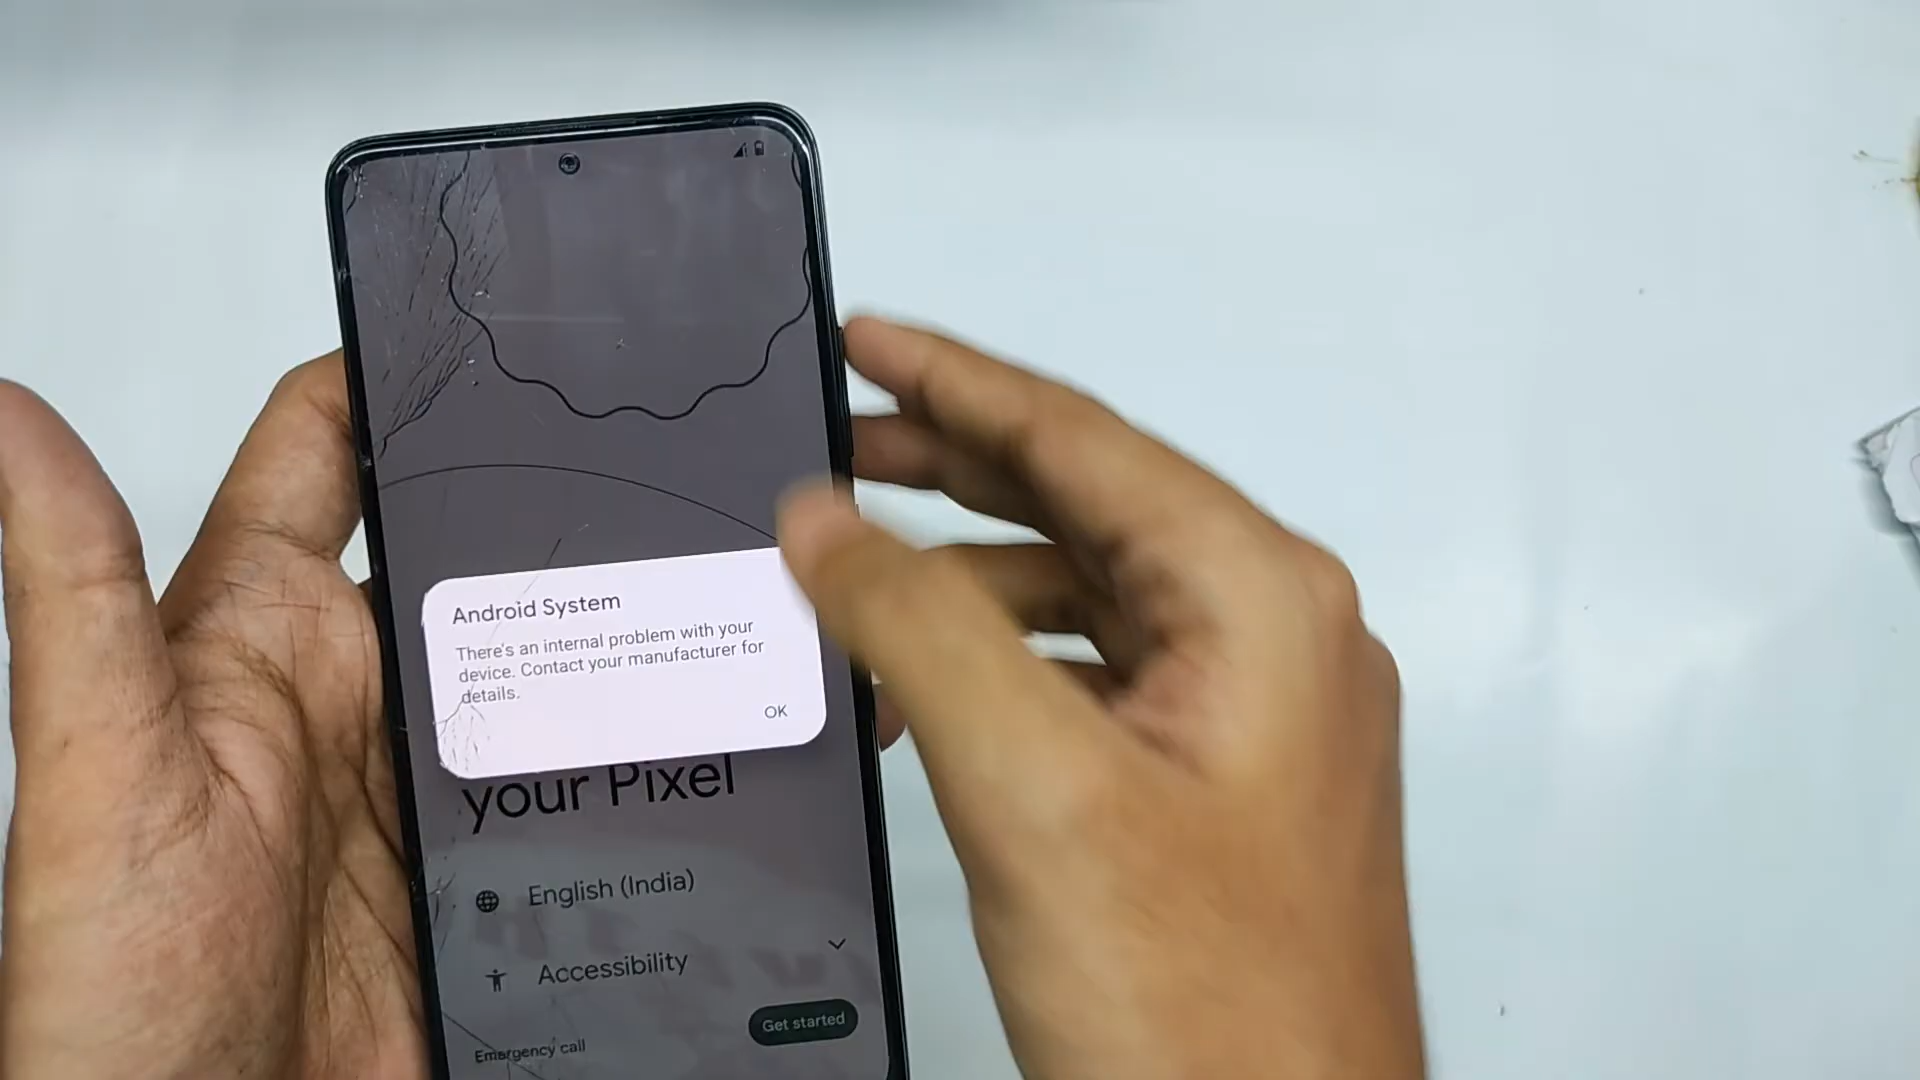 Android System
There's an internal problem with your
device. Contact your manufacturer for
details.
OK
your Pixel
English (India)
Accessibility
Get started
Emergency call